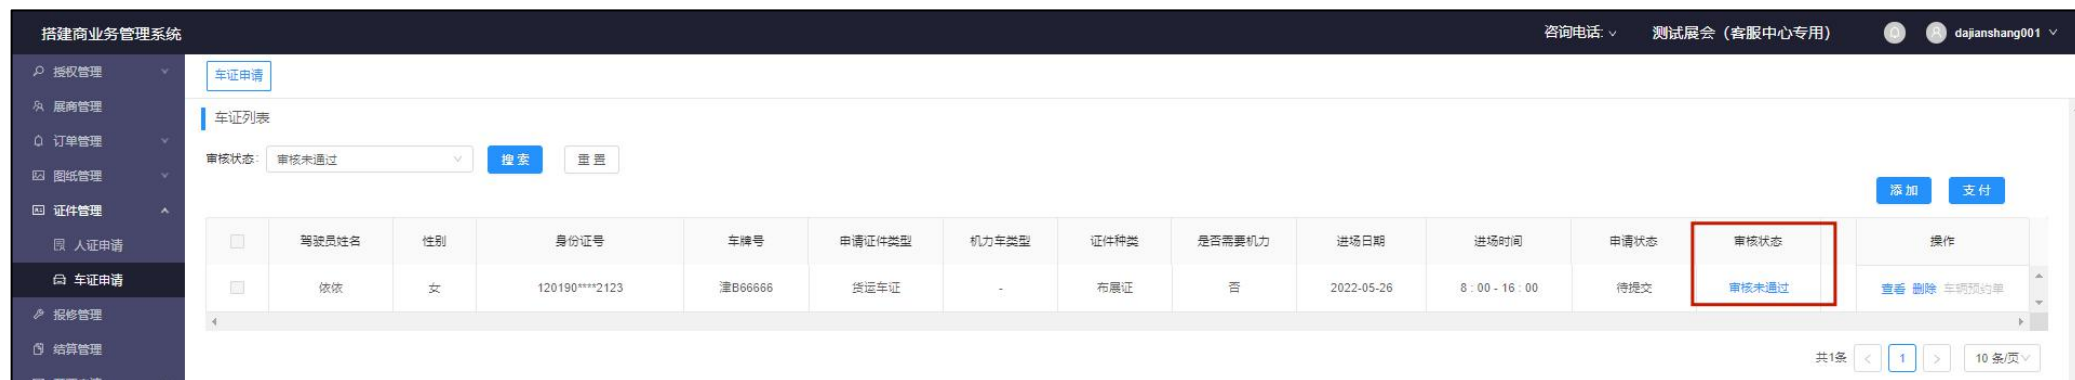 搭建商业务管理系统
咨询电话: 测试展会（客服中心专用） dajianshang001
授权管理
展商管理
订单管理
图纸管理
证件管理
人证申请
车证申请
报修管理
结算管理
车证申请
车证列表
审核状态: 审核未通过 搜索 重置
添加 支付
驾驶员姓名 性别 身份证号 车牌号 申请证件类型 机力车类型 证件种类 是否需要机力 进场日期 进场时间 申请状态 审核状态 操作
依依 女 120190****2123 津B66666 货运车证 - 布展证 否 2022-05-26 8:00-16:00 待提交 审核未通过 查看 删除 车辆预约单
共1条 < 1 > 10 条/页